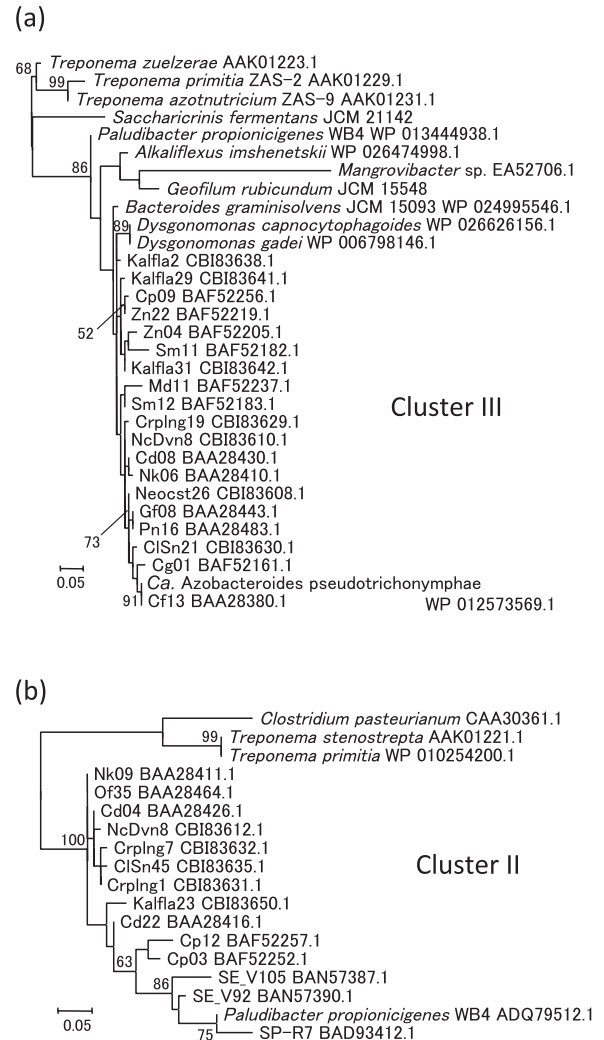 (a)
68 Treponema zuelzerae AAK01223.1
99 Treponema primitia ZAS-2 AAK01229.1
Treponema azotnutricium ZAS-9 AAK01231.1
Saccharicrinis fermentans JCM 21142
Paludibacter propionicigenes WB4 WP 013444938.1
86 Alkaliflexus imshenetskii WP 026474998.1
Mangrovibacter sp. EA52706.1
Geofilum rubicundum JCM 15548
Bacteroides graminisolvens JCM 15093 WP 024995546.1
89 Dysgonomonas capnocytophagoides WP 026626156.1
Dysgonomonas gadei WP 006798146.1
Kalfla2 CBI83638.1
Kalfla29 CBI83641.1
Cp09 BAF52256.1
Zn22 BAF52219.1
52 Zn04 BAF52205.1
Sm11 BAF52182.1
Kalfla31 CBI83642.1
Md11 BAF52237.1
Sm12 BAF52183.1
Cluster III
Crplng19 CBI83629.1
NcDvn8 CBI83610.1
Cd08 BAA28430.1
Nk06 BAA28410.1
Neocst26 CBI83608.1
Gf08 BAA28443.1
Pn16 BAA28483.1
73 ClSn21 CBI83630.1
Cg01 BAF52161.1
0.05 Ca. Azobacteroides pseudotrichonymphae
91 Cf13 BAA28380.1 WP 012573569.1
(b)
Clostridium pasteurianum CAA30361.1
99 Treponema stenostrepta AAK01221.1
Treponema primitia WP 010254200.1
Nk09 BAA28411.1
Of35 BAA28464.1
Cd04 BAA28426.1
NcDvn8 CBI83612.1
100 Crplng7 CBI83632.1
ClSn45 CBI83635.1
Cluster II
Crplng1 CBI83631.1
Kalfla23 CBI83650.1
Cd22 BAA28416.1
Cp12 BAF52257.1
63 Cp03 BAF52252.1
86 SE_V105 BAN57387.1
SE_V92 BAN57390.1
0.05 Paludibacter propionicigenes WB4 ADQ79512.1
75 SP-R7 BAD93412.1